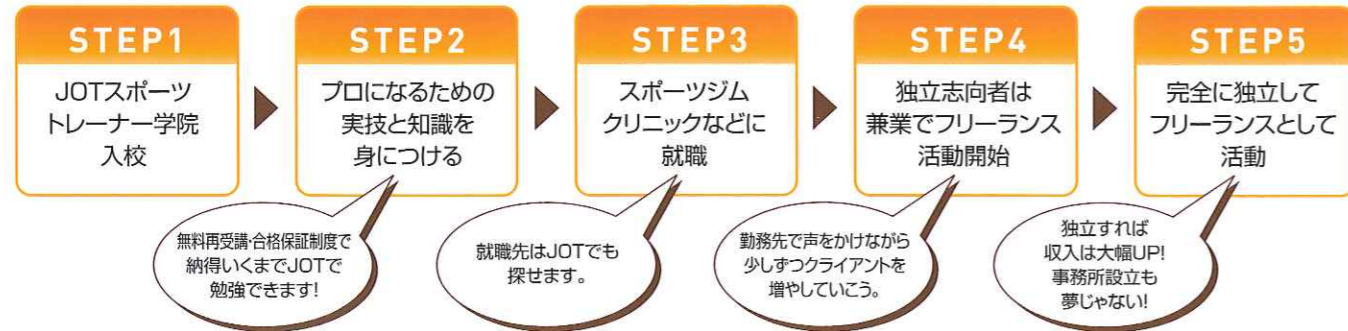 STEP1
JOTスポーツ
トレーナー学院
入校
STEP2
プロになるための
実技と知識を
身につける
無料再受講・合格保証制度で
納得いくまでJOTで
勉強できます!
STEP3
スポーツジム
クリニックなどに
就職
就職先はJOTでも
探せます。
STEP4
独立志向者は
兼業でフリーランス
活動開始
勤務先で声をかけながら
少しずつクライアントを
増やしていこう。
STEP5
完全に独立して
フリーランスとして
活動
独立すれば
収入は大幅UP!
事務所設立も
夢じゃない!